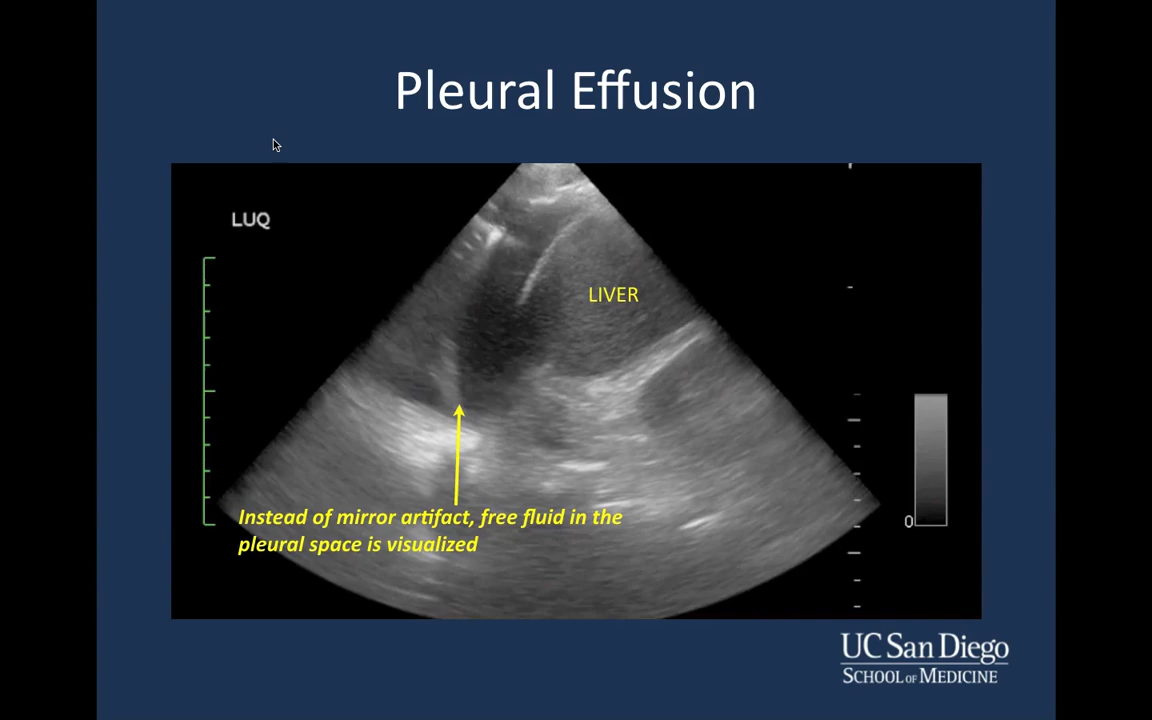 Pleural Effusion
LUQ
LIVER
Instead of mirror artifact, free fluid in the
pleural space is visualized
0
UC San Diego
SCHOOL OF MEDICINE